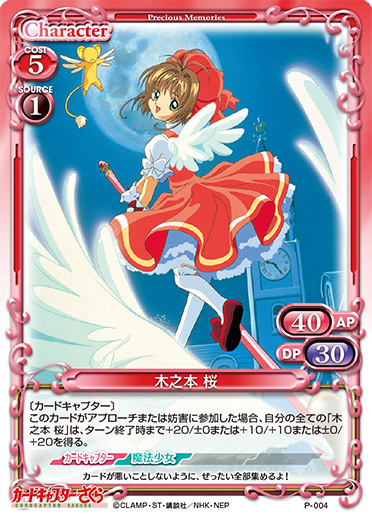 Precious Memories
Character
COST
5
SOURCE
1
40 AP
DP 30
木之本 桜
[カードキャプター]
このカードがアプローチまたは妨害に参加した場合、自分の全ての「木
之本 桜」は、ターン終了時まで+20/±0または+10/+10または±0/
+20を得る。
カードキャプター 魔法少女
カードが悪いことしないように、ぜったい全部集めるよ!
カードキャプターさくら
CARDCAPTOR SAKURA
©CLAMP・ST・講談社/NHK・NEP
P-004